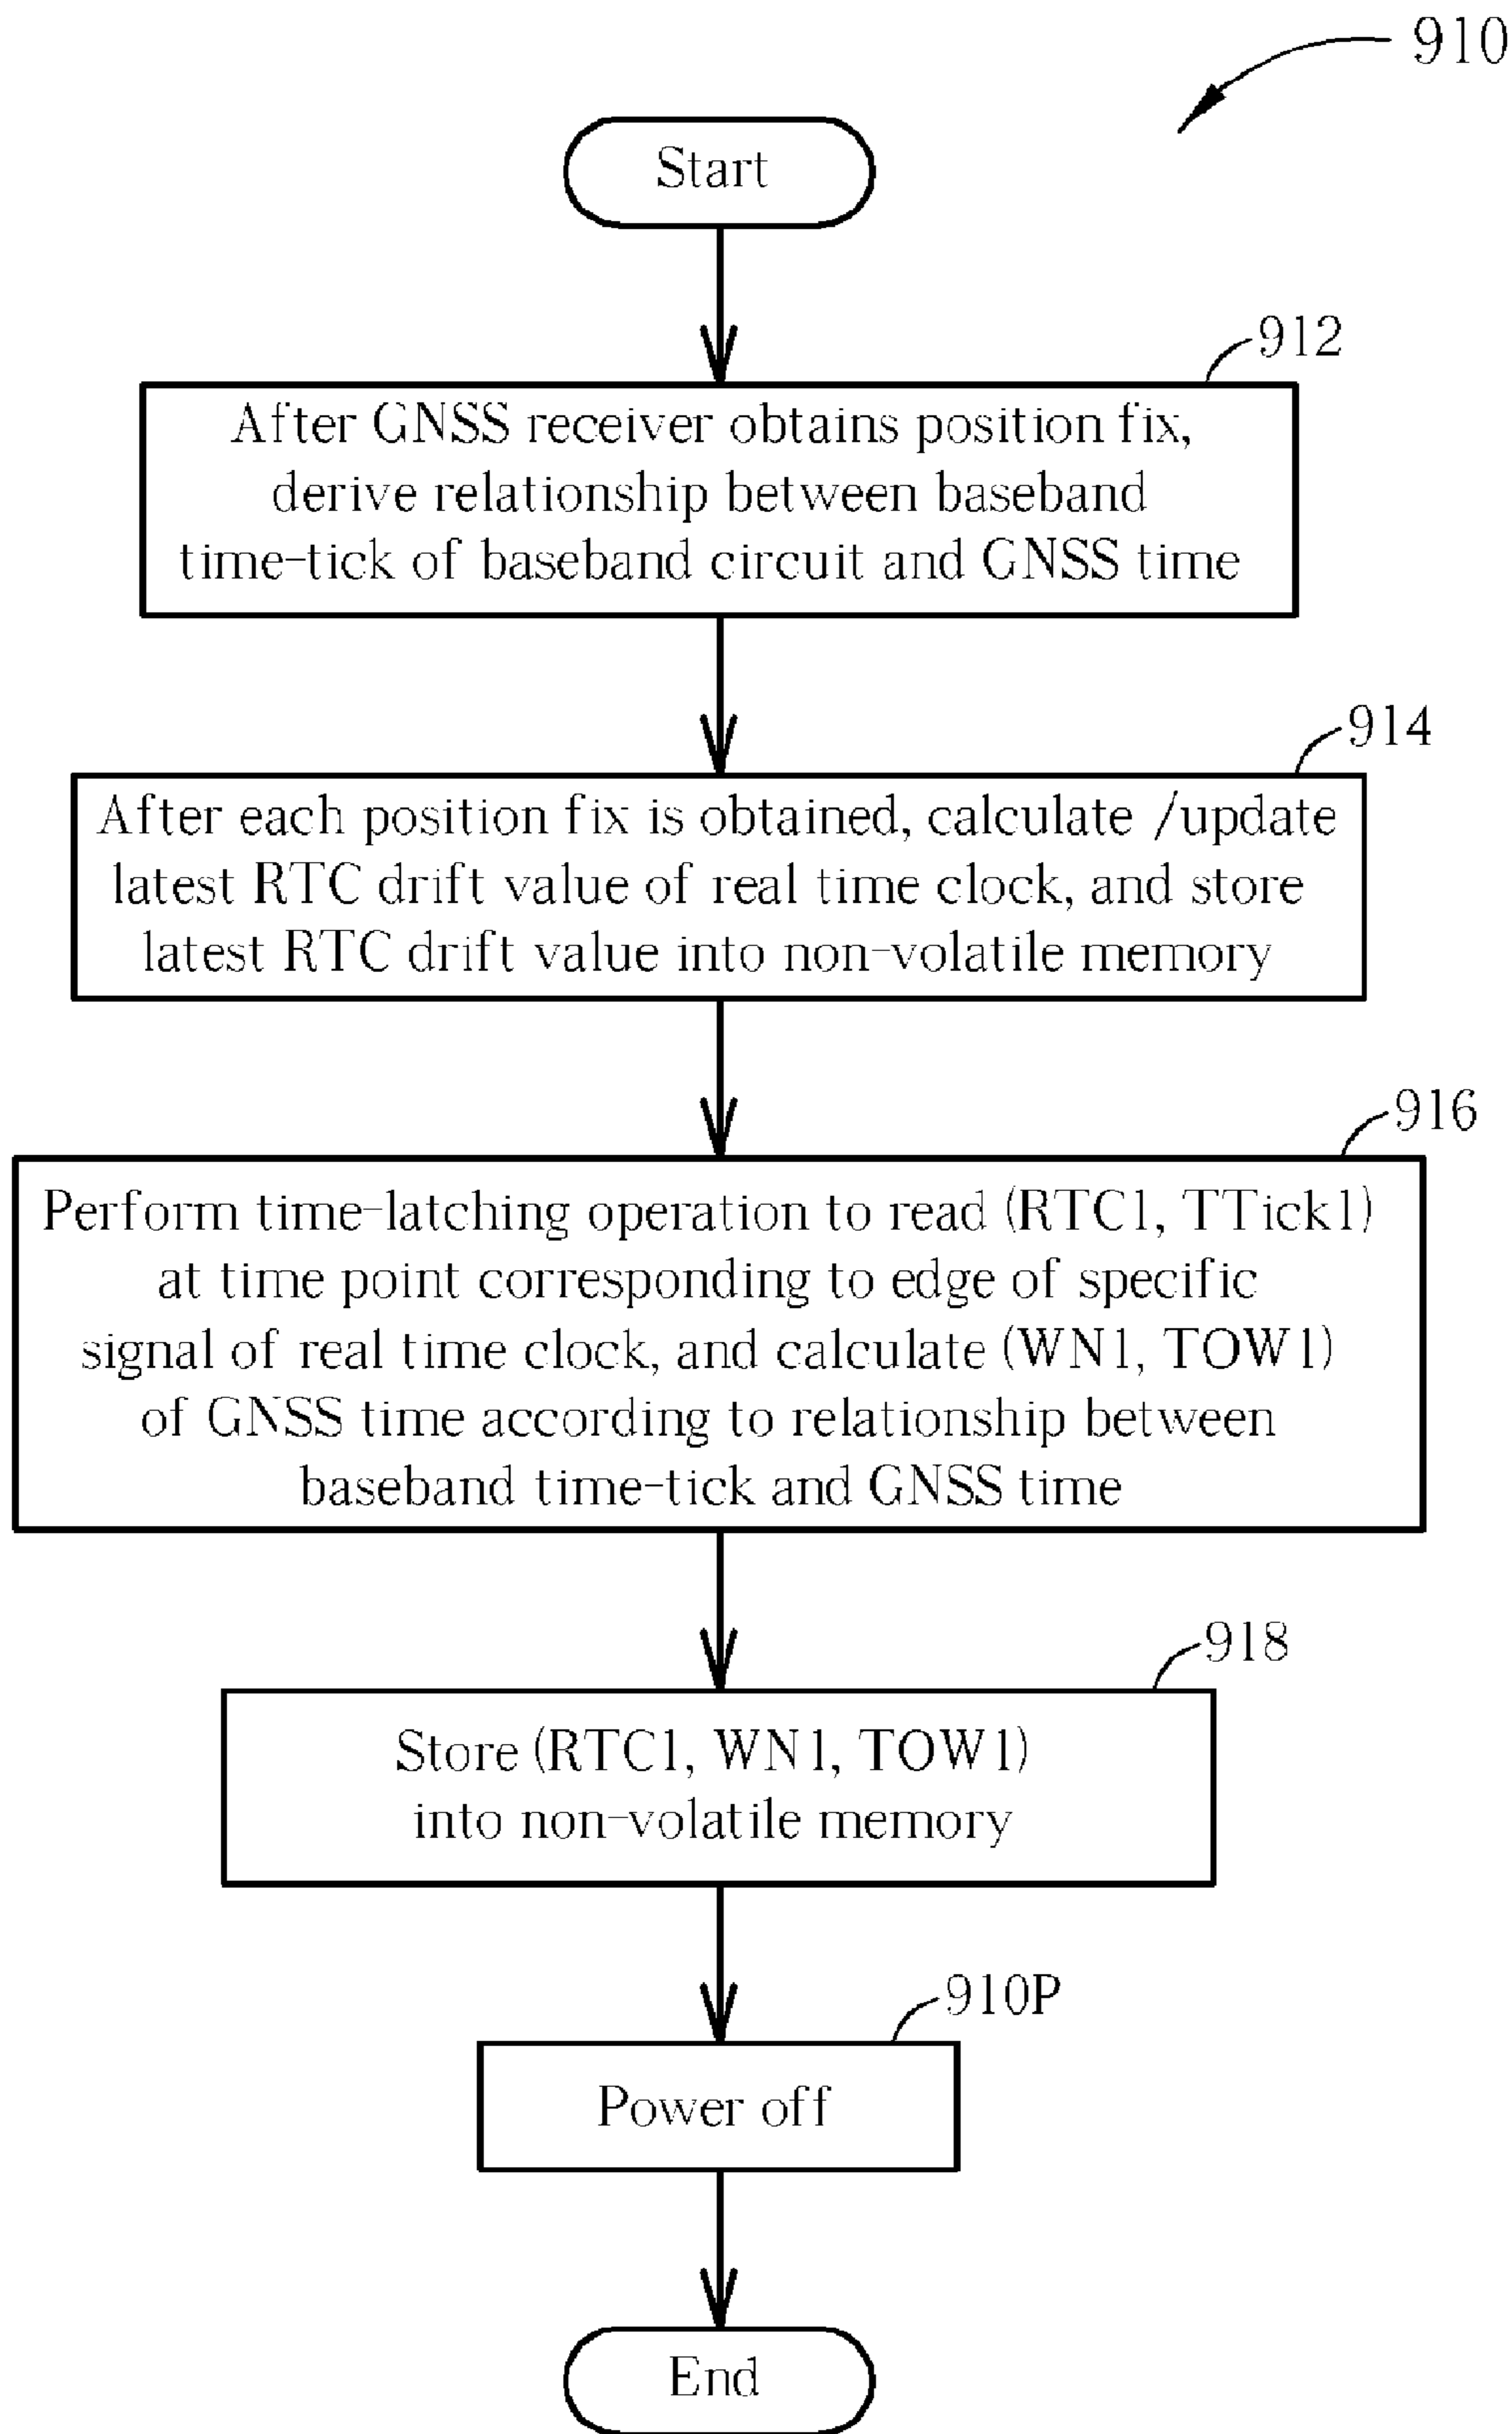 910
Start
912
After GNSS receiver obtains position fix,
derive relationship between baseband
time-tick of baseband circuit and GNSS time
914
After each position fix is obtained, calculate /update
latest RTC drift value of real time clock, and store
latest RTC drift value into non-volatile memory
916
Perform time-latching operation to read (RTC1, TTick1)
at time point corresponding to edge of specific
signal of real time clock, and calculate (WN1, TOW1)
of GNSS time according to relationship between
baseband time-tick and GNSS time
918
Store (RTC1, WN1, TOW1)
into non-volatile memory
910P
Power off
End